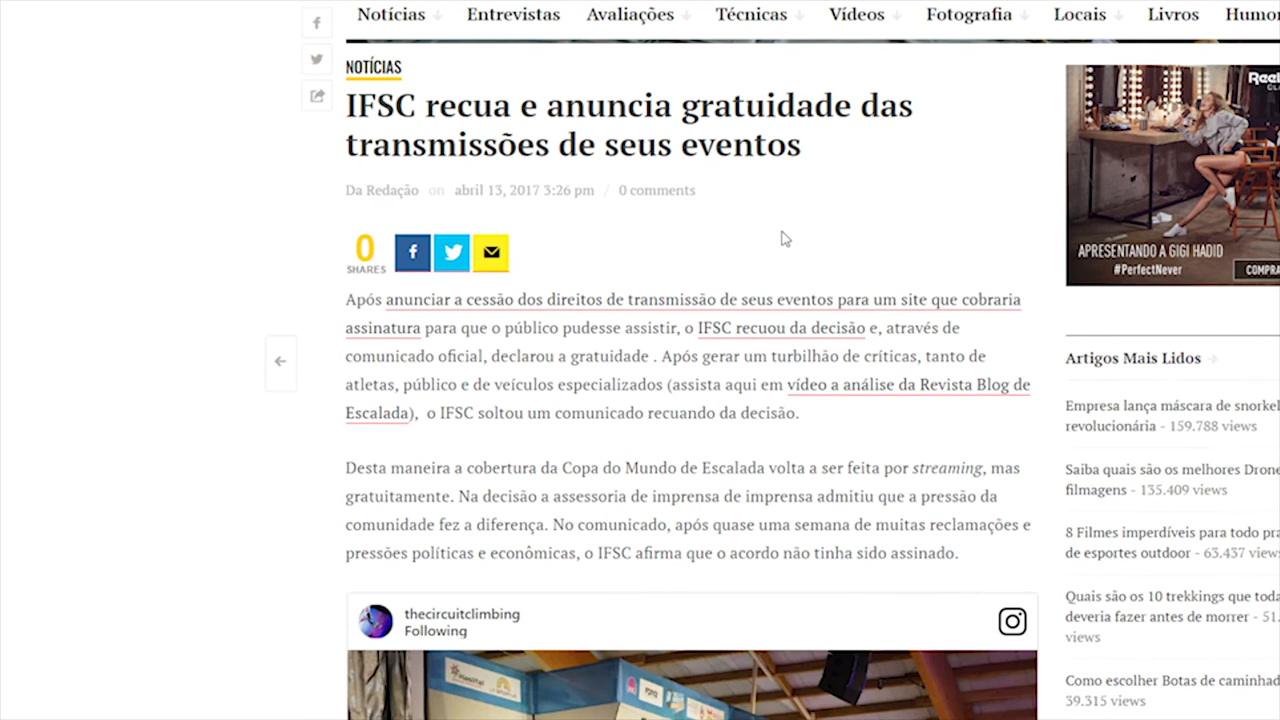 Notícias Entrevistas Avaliações Técnicas Vídeos Fotografia Locais Livros Humor
NOTÍCIAS
IFSC recua e anuncia gratuidade das
transmissões de seus eventos
Da Redação on abril 13, 2017 3:26 pm / 0 comments
0
SHARES
Após anunciar a cessão dos direitos de transmissão de seus eventos para um site que cobraria
assinatura para que o público pudesse assistir, o IFSC recuou da decisão e, através de
comunicado oficial, declarou a gratuidade . Após gerar um turbilhão de críticas, tanto de
atletas, público e de veículos especializados (assista aqui em vídeo a análise da Revista Blog de
Escalada), o IFSC soltou um comunicado recuando da decisão.
Desta maneira a cobertura da Copa do Mundo de Escalada volta a ser feita por streaming, mas
gratuitamente. Na decisão a assessoria de imprensa de imprensa admitiu que a pressão da
comunidade fez a diferença. No comunicado, após quase uma semana de muitas reclamações e
pressões políticas e econômicas, o IFSC afirma que o acordo não tinha sido assinado.
thecircuitclimbing
Following
APRESENTANDO A GIGI HADID
#PerfectNever
COMPRA
Artigos Mais Lidos
Empresa lança máscara de snorkel
revolucionária - 159.788 views
Saiba quais são os melhores Drone
filmagens - 135.409 views
8 Filmes imperdíveis para todo pra
de esportes outdoor - 63.437 views
Quais são os 10 trekkings que toda
deveria fazer antes de morrer - 51.
views
Como escolher Botas de caminhad
39.315 views